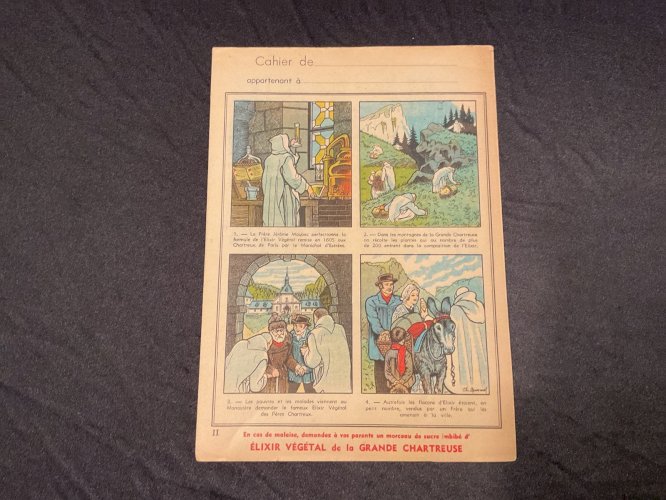 Cahier de
appartenant à
1. — Le Frère Jérôme Maubec perfectionne la
formule de l'Elixir Végétal remise en 1605 aux
Chartreux de Paris par le Maréchal d'Estrées.
2. — Dans les montagnes de la Grande Chartreuse
on récolte les plantes qui au nombre de plus
de 200 entrent dans la composition de l'Elixir.
3. — Les pauvres et les malades viennent au
Monastère demander le fameux Elixir Végétal
des Pères Chartreux.
4. — Autrefois les flacons d'Elixir étaient, en
petit nombre, vendus par un Frère qui les
amenait à la ville.
11
En cas de malaise, demandez à vos parents un morceau de sucre imbibé d'
ÉLIXIR VÉGÉTAL de la GRANDE CHARTREUSE